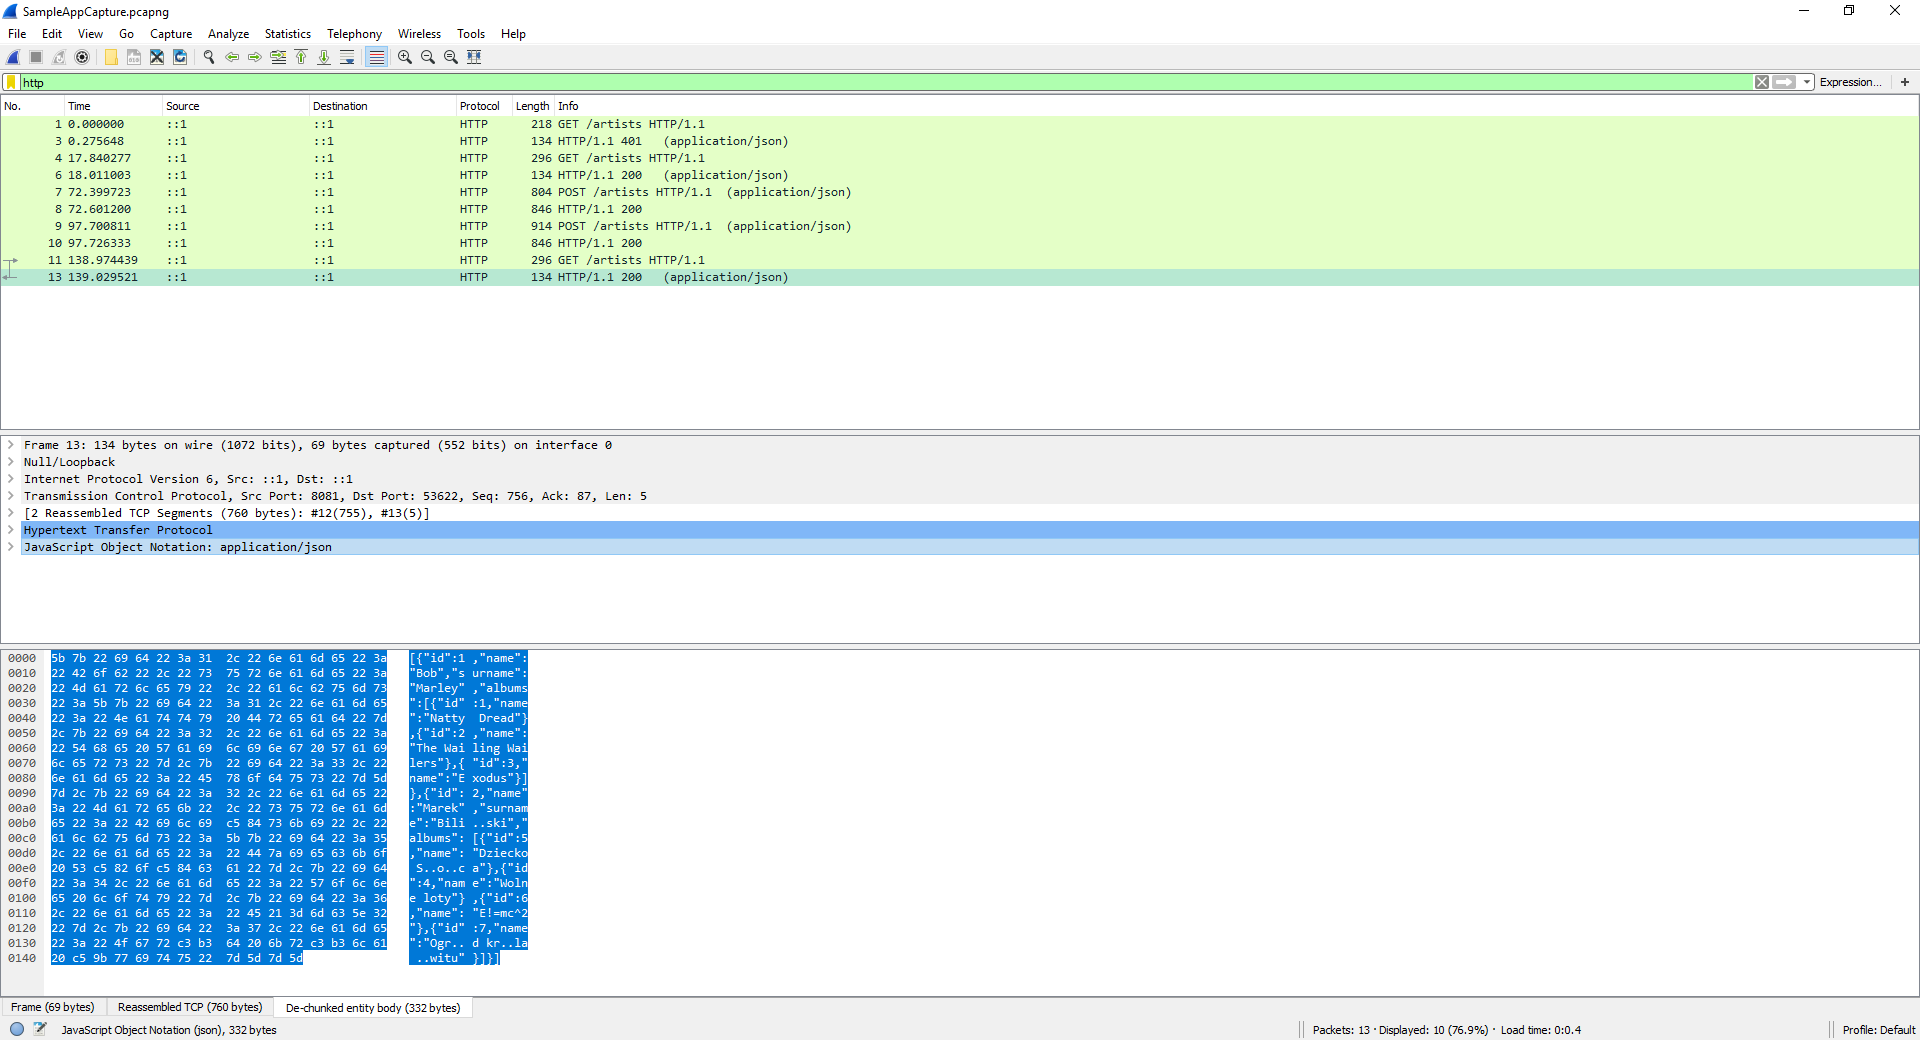 SampleAppCapture.pcapng
File Edit View Go Capture Analyze Statistics Telephony Wireless Tools Help
http Expression... +
No. Time Source Destination Protocol Length Info
1 0.000000 ::1 ::1 HTTP 218 GET /artists HTTP/1.1
3 0.275648 ::1 ::1 HTTP 134 HTTP/1.1 401 (application/json)
4 17.840277 ::1 ::1 HTTP 296 GET /artists HTTP/1.1
6 18.011003 ::1 ::1 HTTP 134 HTTP/1.1 200 (application/json)
7 72.399723 ::1 ::1 HTTP 804 POST /artists HTTP/1.1 (application/json)
8 72.601200 ::1 ::1 HTTP 846 HTTP/1.1 200
9 97.700811 ::1 ::1 HTTP 914 POST /artists HTTP/1.1 (application/json)
10 97.726333 ::1 ::1 HTTP 846 HTTP/1.1 200
11 138.974439 ::1 ::1 HTTP 296 GET /artists HTTP/1.1
13 139.029521 ::1 ::1 HTTP 134 HTTP/1.1 200 (application/json)
Frame 13: 134 bytes on wire (1072 bits), 69 bytes captured (552 bits) on interface 0
Null/Loopback
Internet Protocol Version 6, Src: ::1, Dst: ::1
Transmission Control Protocol, Src Port: 8081, Dst Port: 53622, Seq: 756, Ack: 87, Len: 5
[2 Reassembled TCP Segments (760 bytes): #12(755), #13(5)]
Hypertext Transfer Protocol
JavaScript Object Notation: application/json
0000 5b 7b 22 69 64 22 3a 31 2c 22 6e 61 6d 65 22 3a [{"id":1 ,"name":
0010 22 42 6f 62 22 2c 22 73 75 72 6e 61 6d 65 22 3a "Bob","s urname":
0020 22 4d 61 72 6c 65 79 22 2c 22 61 6c 62 75 6d 73 "Marley" ,"albums
0030 22 3a 5b 7b 22 69 64 22 3a 31 2c 22 6e 61 6d 65 ":[{"id" :1,"name
0040 22 3a 22 4e 61 74 74 79 20 44 72 65 61 64 22 7d ":"Natty Dread"}
0050 2c 7b 22 69 64 22 3a 32 2c 22 6e 61 6d 65 22 3a ,{"id":2 ,"name":
0060 22 54 68 65 20 57 61 69 6c 69 6e 67 20 57 61 69 "The Wai ling Wai
0070 6c 65 72 73 22 7d 2c 7b 22 69 64 22 3a 33 2c 22 lers"},{ "id":3,"
0080 6e 61 6d 65 22 3a 22 45 78 6f 64 75 73 22 7d 5d name":"E xodus"}]
0090 7d 2c 7b 22 69 64 22 3a 32 2c 22 6e 61 6d 65 22 },{"id": 2,"name"
00a0 3a 22 4d 61 72 65 6b 22 2c 22 73 75 72 6e 61 6d :"Marek" ,"surnam
00b0 65 22 3a 22 42 69 6c 69 c5 84 73 6b 69 22 2c 22 e":"Bili ..ski","
00c0 61 6c 62 75 6d 73 22 3a 5b 7b 22 69 64 22 3a 35 albums": [{"id":5
00d0 2c 22 6e 61 6d 65 22 3a 22 44 7a 69 65 63 6b 6f ,"name": "Dziecko
00e0 20 53 c5 82 6f c5 84 63 61 22 7d 2c 7b 22 69 64 S..o..c a"},{"id
00f0 22 3a 34 2c 22 6e 61 6d 65 22 3a 22 57 6f 6c 6e ":4,"nam e":"Woln
0100 65 20 6c 6f 74 79 22 7d 2c 7b 22 69 64 22 3a 36 e loty"} ,{"id":6
0110 2c 22 6e 61 6d 65 22 3a 22 45 21 3d 6d 63 5e 32 ,"name": "E!=mc^2
0120 22 7d 2c 7b 22 69 64 22 3a 37 2c 22 6e 61 6d 65 "},{"id" :7,"name
0130 22 3a 22 4f 67 72 c3 b3 64 20 6b 72 c3 b3 6c 61 ":"Ogr.. d kr..la
0140 20 c5 9b 77 69 74 75 22 7d 5d 7d 5d ..witu" }]}]
Frame (69 bytes) Reassembled TCP (760 bytes) De-chunked entity body (332 bytes)
JavaScript Object Notation (json), 332 bytes Packets: 13 · Displayed: 10 (76.9%) · Load time: 0:0.4 Profile: Default